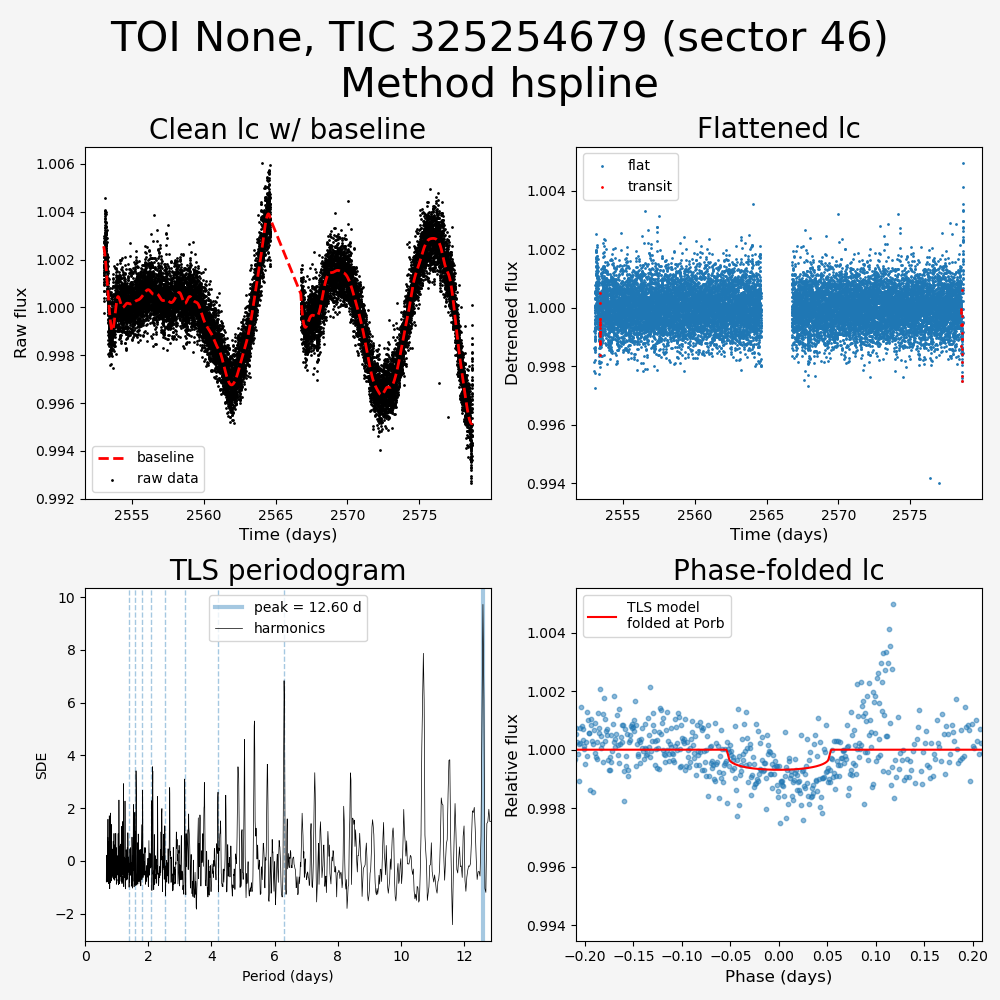 TOI None, TIC 325254679 (sector 46)
Method hspline
Clean lc w/ baseline
1.006
1.004
1.002
1.000
0.998
0.996
0.994
0.992
Raw flux
baseline
raw data
2555
2560
2565
2570
2575
Time (days)
Flattened lc
flat
transit
1.004
1.002
1.000
0.998
0.996
0.994
Detrended flux
2555
2560
2565
2570
2575
Time (days)
TLS periodogram
peak = 12.60 d
harmonics
10
8
6
4
2
0
−2
SDE
0
2
4
6
8
10
12
Period (days)
Phase-folded lc
TLS model
folded at Porb
1.004
1.002
1.000
0.998
0.996
0.994
Relative flux
−0.20
−0.15
−0.10
−0.05
0.00
0.05
0.10
0.15
0.20
Phase (days)